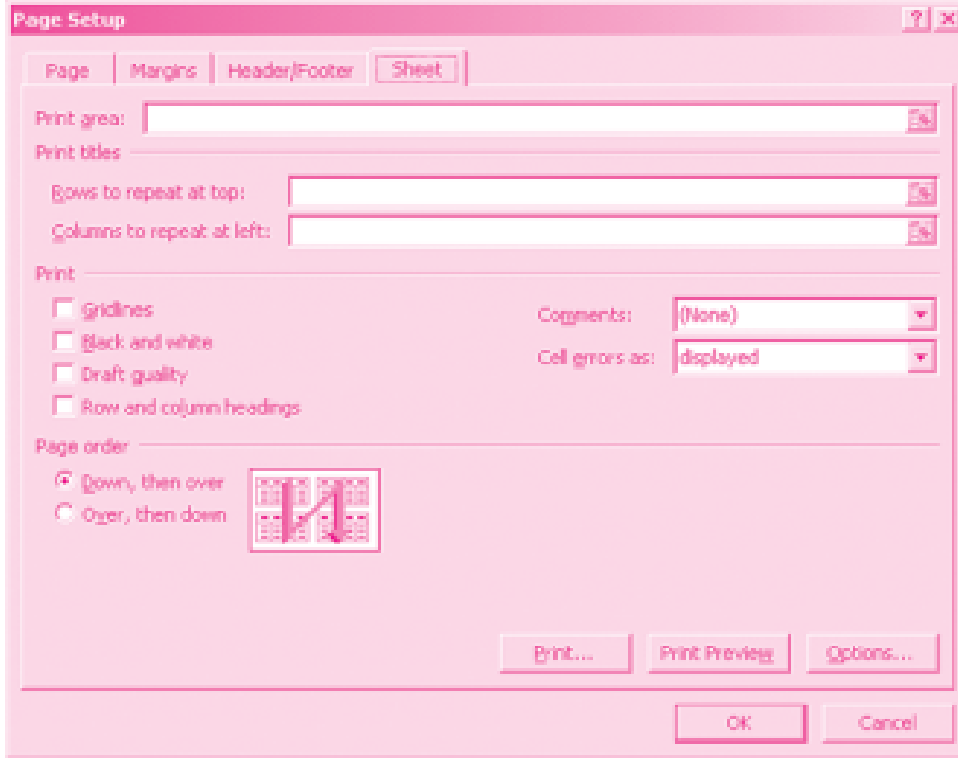 Page Setup
Page Margins Header/Footer Sheet
Print area:
Print titles
Rows to repeat at top:
Columns to repeat at left:
Print
Gridlines
Black and white
Draft quality
Row and column headings
Comments: (None)
Cell errors as: displayed
Page order
Down, then over
Over, then down
Print... Print Preview Options...
OK Cancel